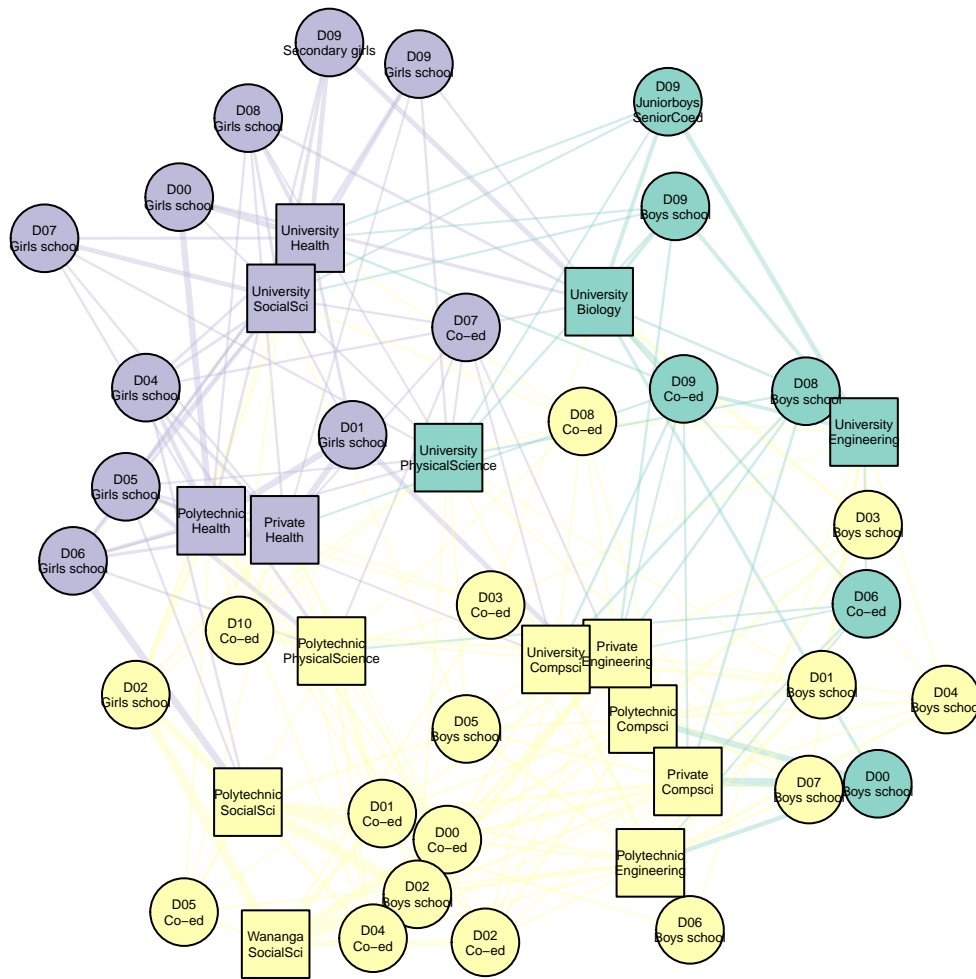 D09
Secondary girls
D09
Girls school
D09
Juniorboys
SeniorCoed
D08
Girls school
D00
Girls school
D09
Boys school
D07
Girls school
University
Health
University
SocialSci
University
Biology
D07
Co−ed
D04
Girls school
D09
Co−ed
D08
Boys school
D08
Co−ed
University
Engineering
D01
Girls school
University
PhysicalScience
D05
Girls school
Polytechnic
Health
Private
Health
D03
Boys school
D06
Girls school
D03
Co−ed
D06
Co−ed
D10
Co−ed
Polytechnic
PhysicalScience
University
Compsci
Private
Engineering
D02
Girls school
D01
Boys school
D04
Boys school
D05
Boys school
Polytechnic
Compsci
Private
Compsci
D07
Boys school
D00
Boys school
Polytechnic
SocialSci
D01
Co−ed
D00
Co−ed
Polytechnic
Engineering
D02
Boys school
D05
Co−ed
Wananga
SocialSci
D04
Co−ed
D02
Co−ed
D06
Boys school